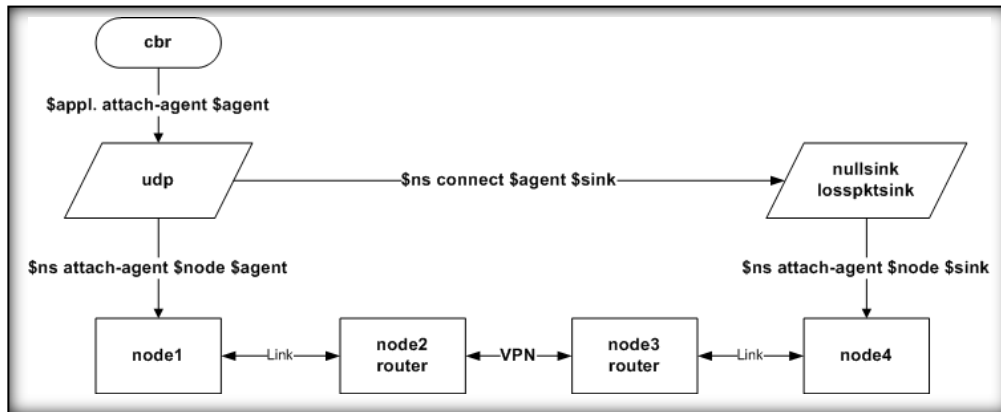 cbr
$appl. attach-agent $agent
udp
$ns connect $agent $sink
nullsink
losspktsink
$ns attach-agent $node $agent
$ns attach-agent $node $sink
node1
Link
node2
router
VPN
node3
router
Link
node4